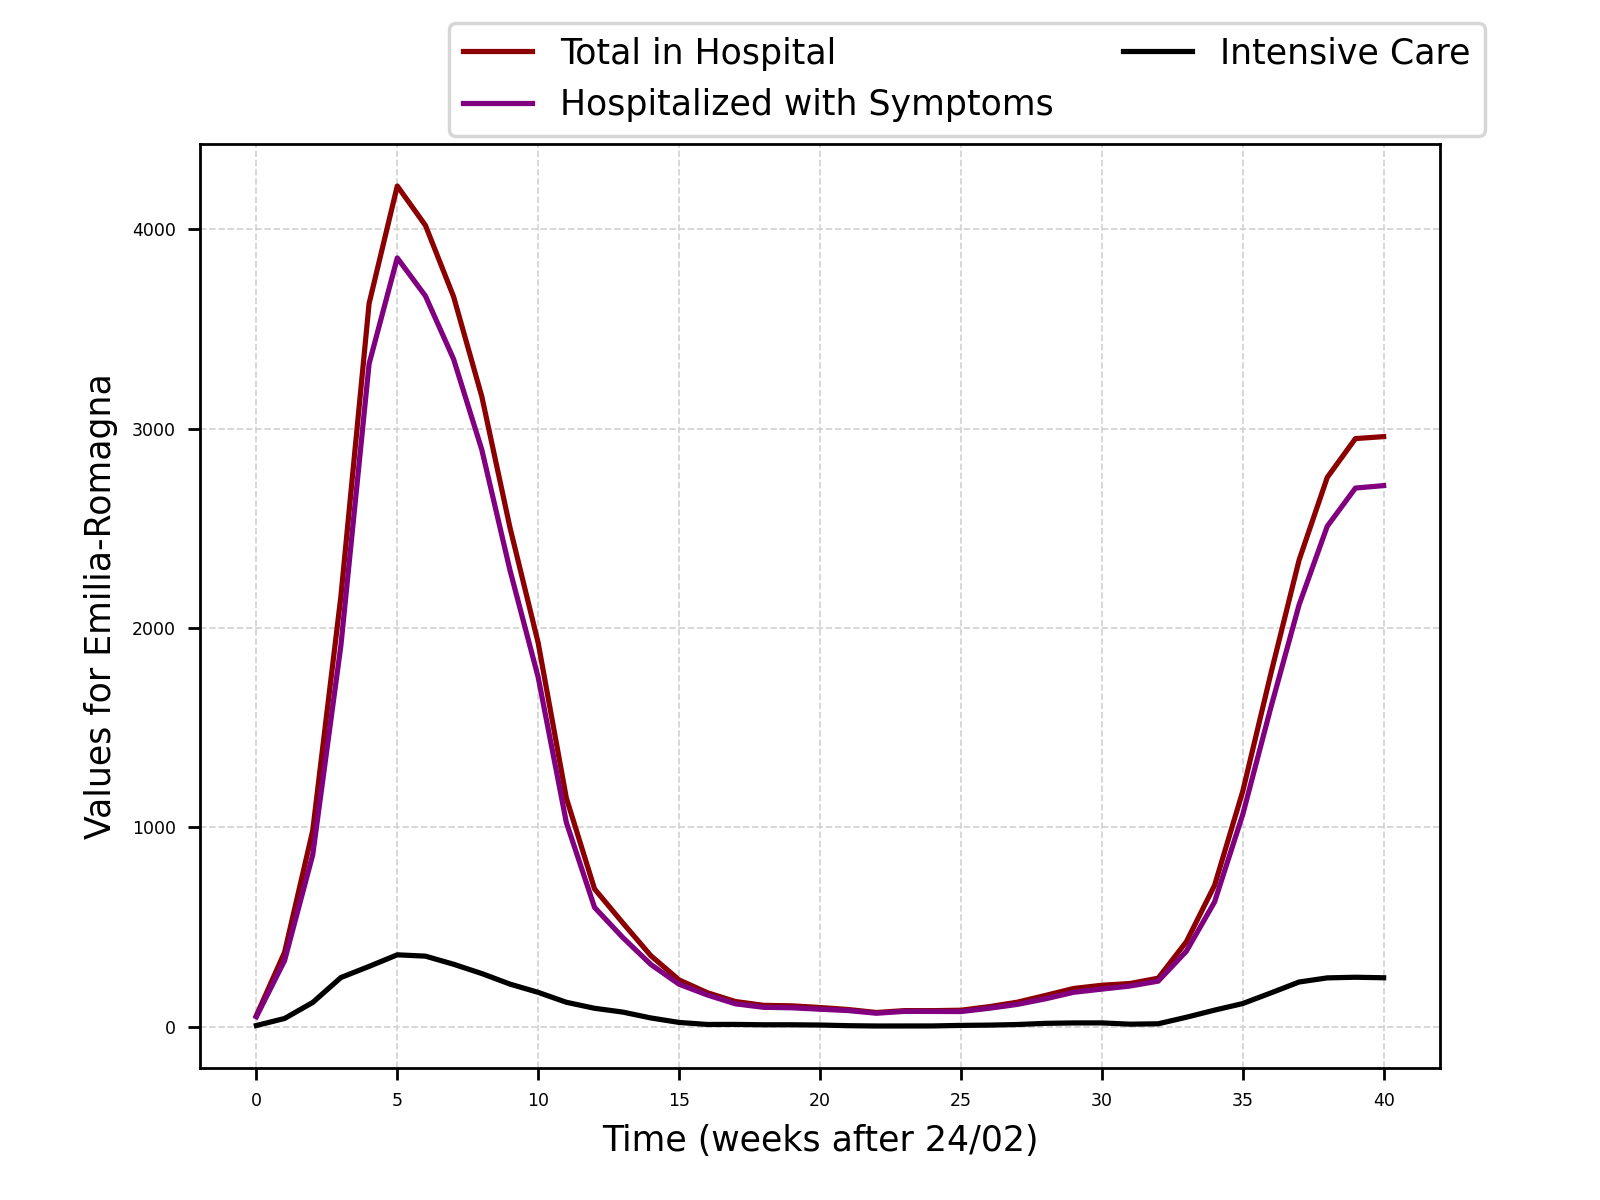 Total in Hospital
Hospitalized with Symptoms
Intensive Care
Values for Emilia-Romagna
4000
3000
2000
1000
0
0 5 10 15 20 25 30 35 40
Time (weeks after 24/02)